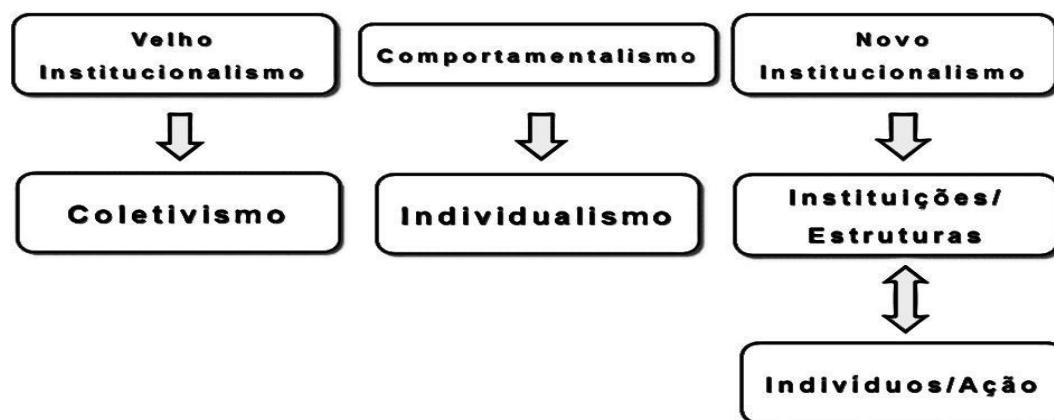 Velho
Institucionalismo
Comportamentalismo
Novo
Institucionalismo
Coletivismo
Individualismo
Instituições/
Estruturas
Indivíduos/Ação